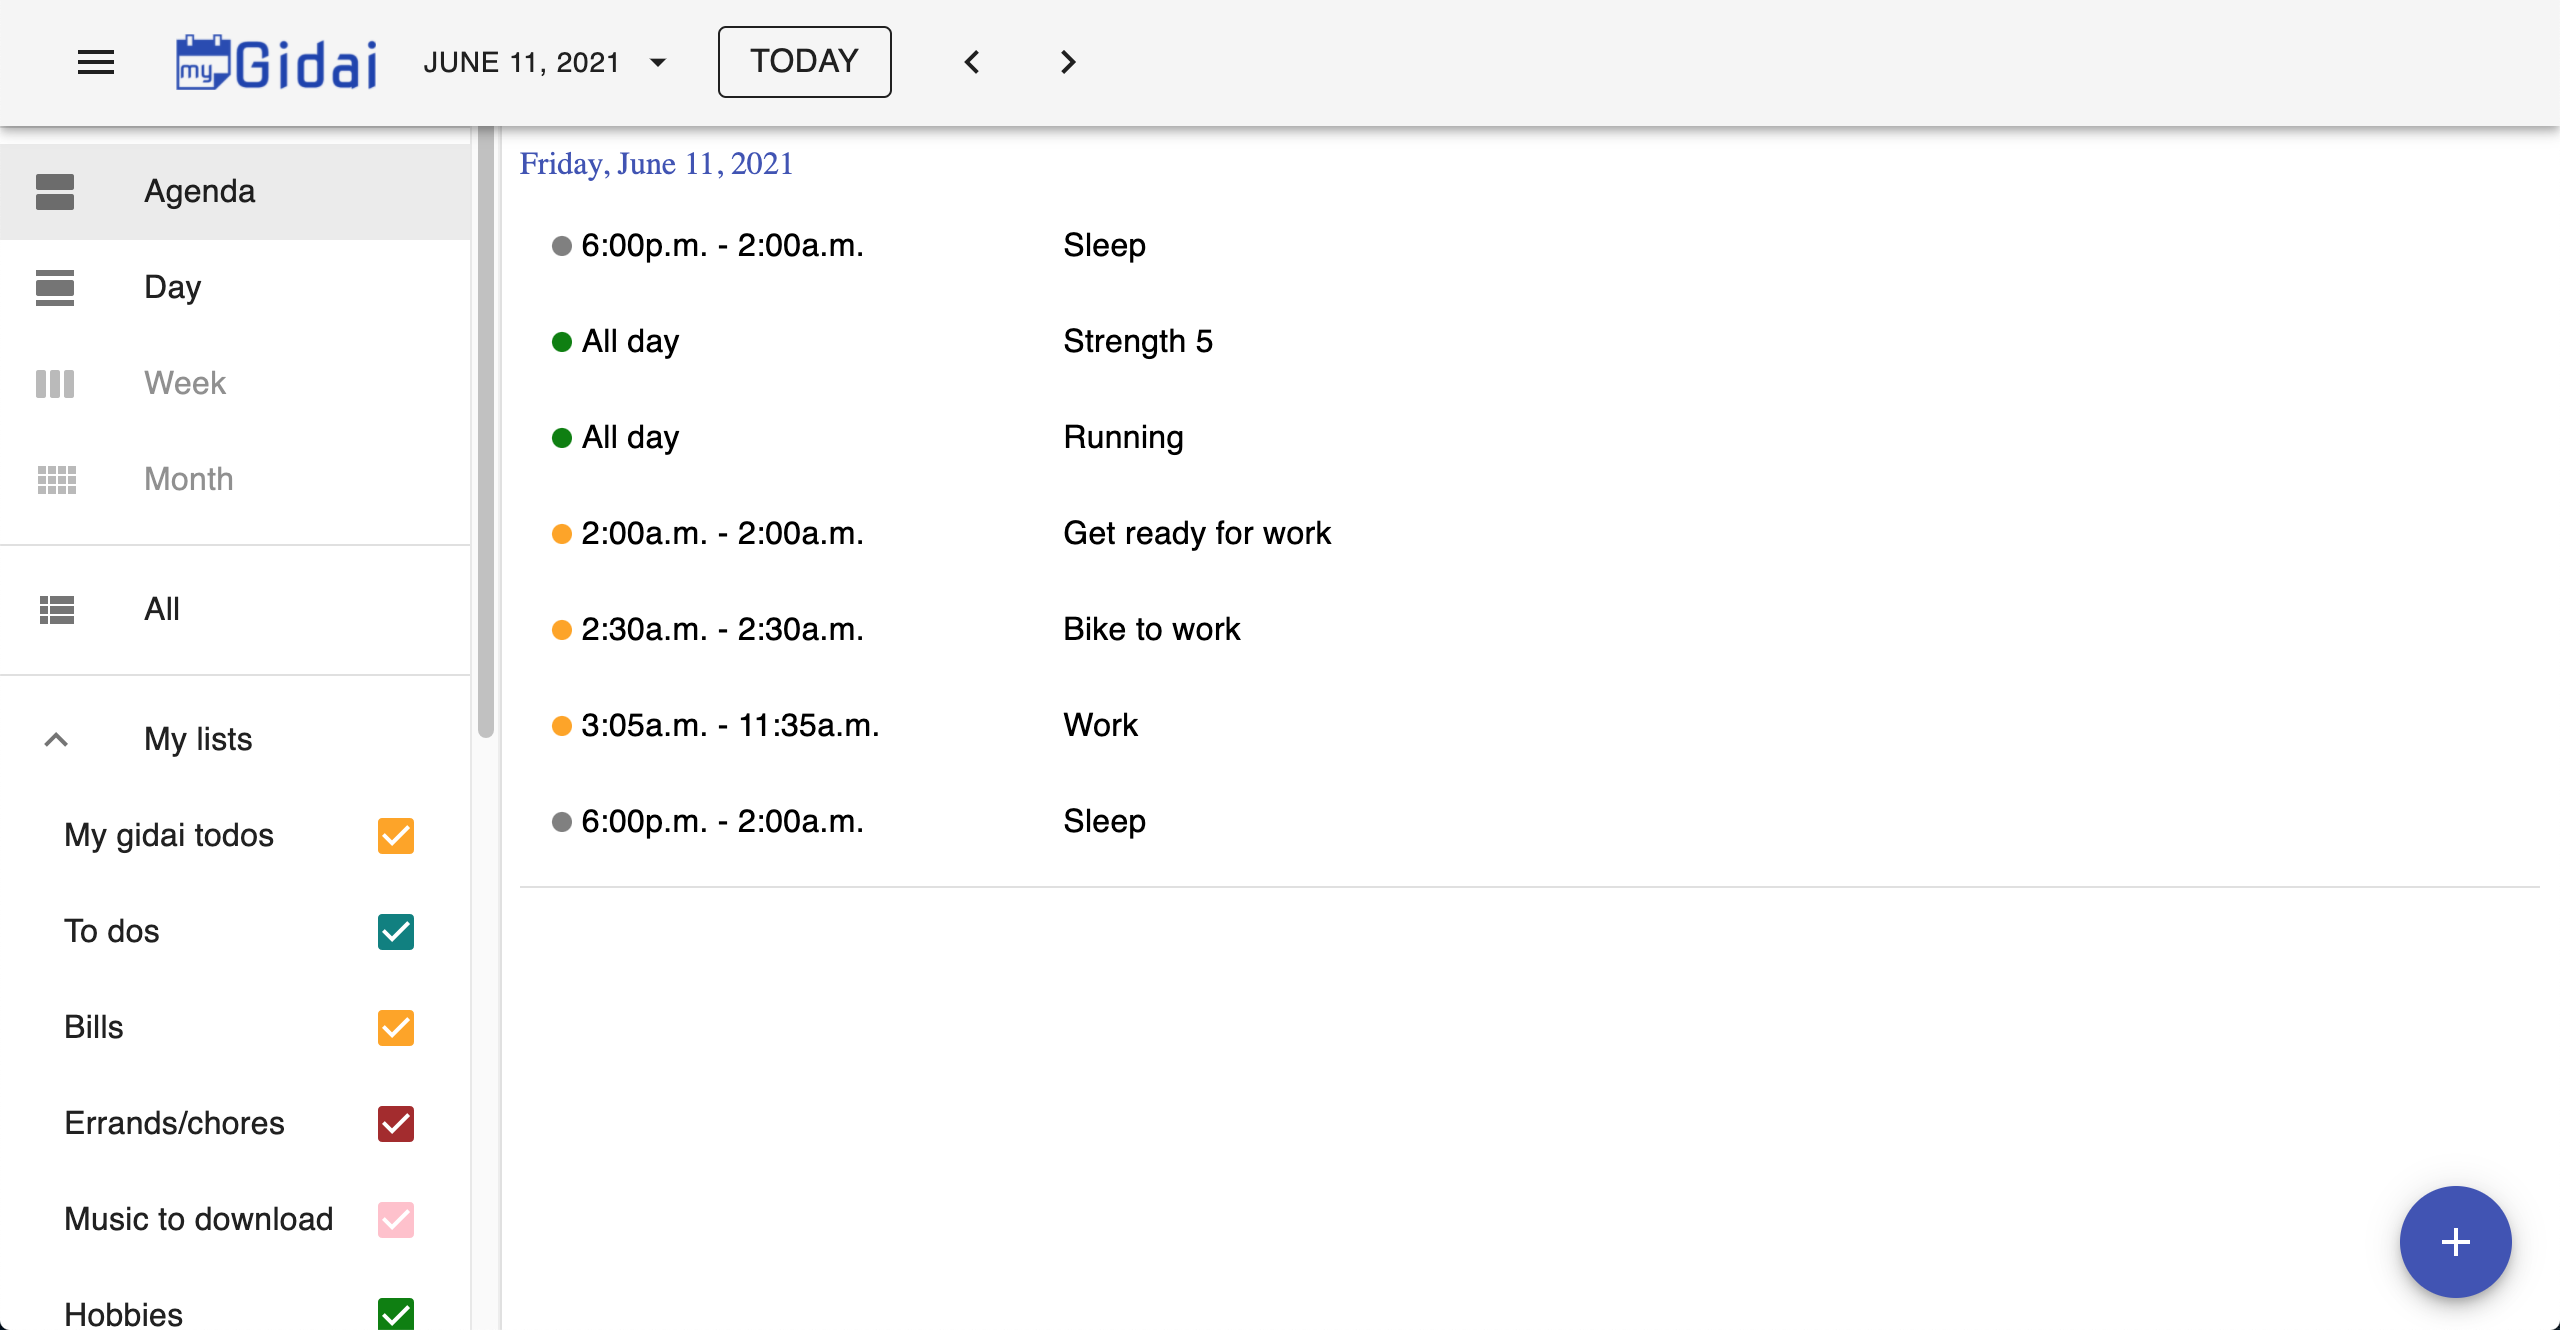 my Gidai JUNE 11, 2021 TODAY
Agenda
Day
Week
Month
All
My lists
My gidai todos
To dos
Bills
Errands/chores
Music to download
Hobbies
Friday, June 11, 2021
6:00p.m. - 2:00a.m. Sleep
All day Strength 5
All day Running
2:00a.m. - 2:00a.m. Get ready for work
2:30a.m. - 2:30a.m. Bike to work
3:05a.m. - 11:35a.m. Work
6:00p.m. - 2:00a.m. Sleep